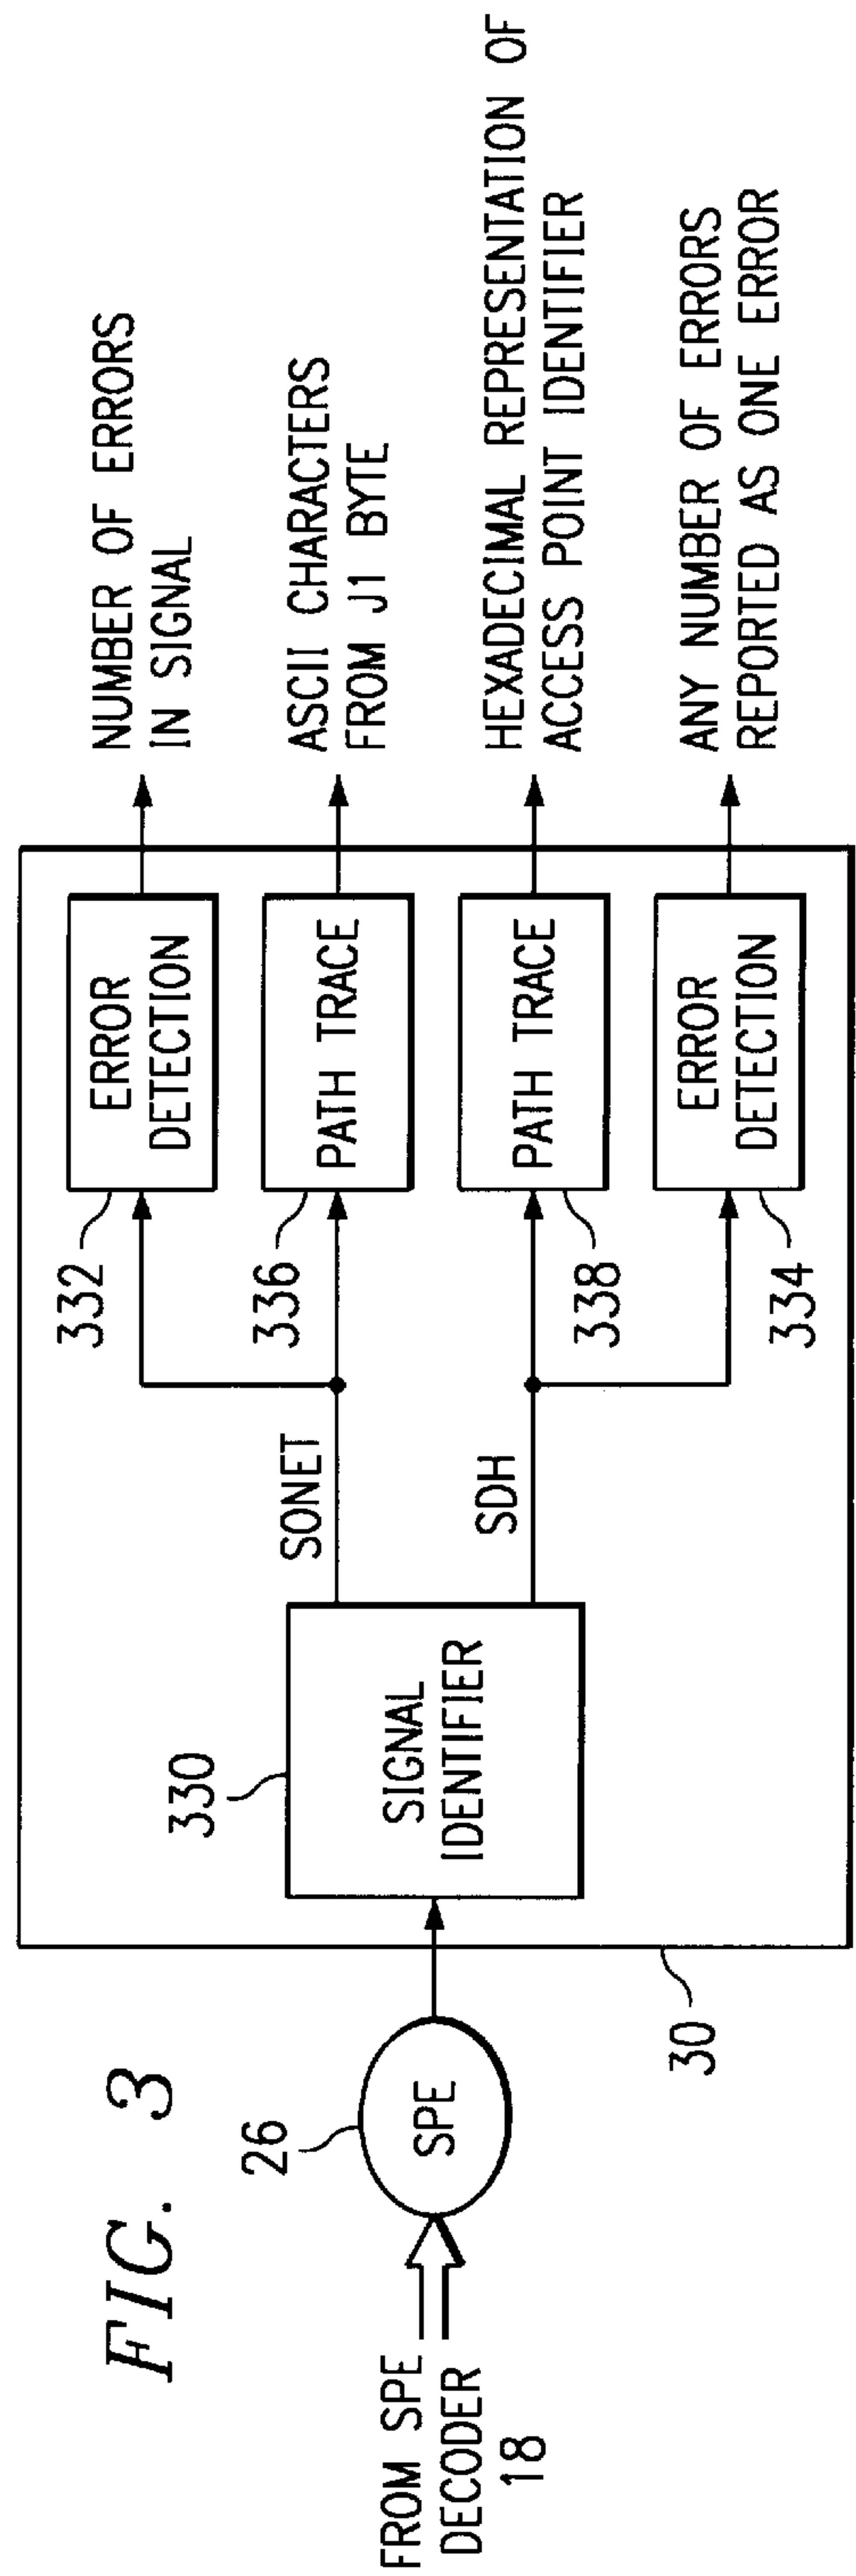 FIG. 3
FROM SPE
DECODER
18
26
SPE
30
330
SIGNAL
IDENTIFIER
SONET
SDH
332
ERROR
DETECTION
NUMBER OF ERRORS
IN SIGNAL
336
PATH TRACE
ASCII CHARACTERS
FROM J1 BYTE
338
PATH TRACE
HEXADECIMAL REPRESENTATION OF
ACCESS POINT IDENTIFIER
334
ERROR
DETECTION
ANY NUMBER OF ERRORS
REPORTED AS ONE ERROR